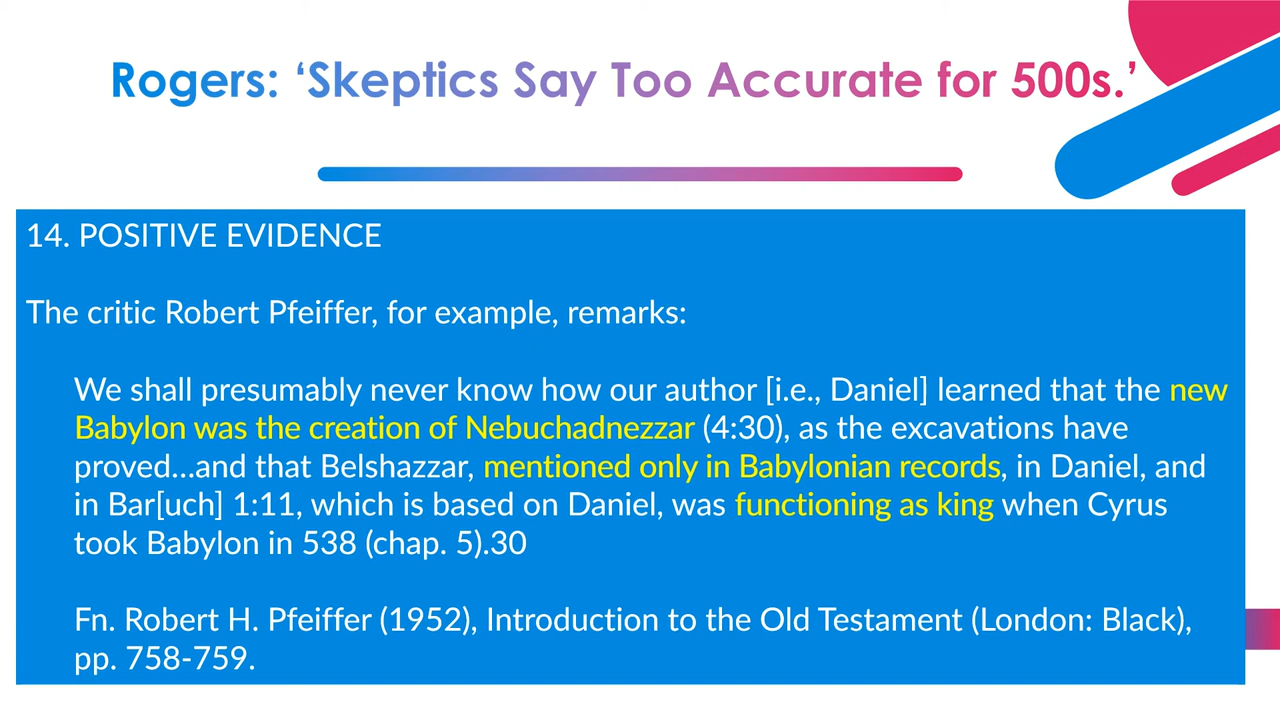 Rogers: ‘Skeptics Say Too Accurate for 500s.’
14. POSITIVE EVIDENCE
The critic Robert Pfeiffer, for example, remarks:
We shall presumably never know how our author [i.e., Daniel] learned that the new
Babylon was the creation of Nebuchadnezzar (4:30), as the excavations have
proved…and that Belshazzar, mentioned only in Babylonian records, in Daniel, and
in Bar[uch] 1:11, which is based on Daniel, was functioning as king when Cyrus
took Babylon in 538 (chap. 5).30
Fn. Robert H. Pfeiffer (1952), Introduction to the Old Testament (London: Black),
pp. 758-759.